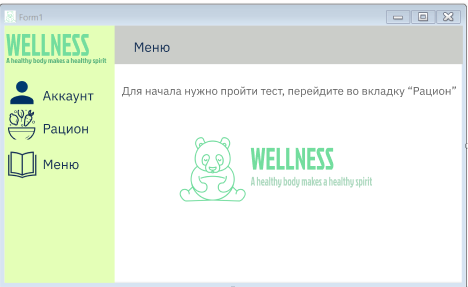 Form1
WELLNESS
A healthy body makes a healthy spirit
Меню
Аккаунт
Рацион
Меню
Для начала нужно пройти тест, перейдите во вкладку “Рацион”
WELLNESS
A healthy body makes a healthy spirit